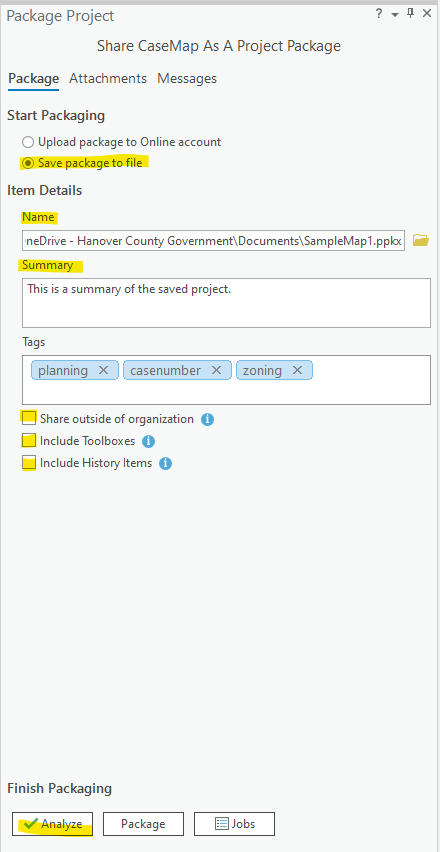 Package Project
Share CaseMap As A Project Package
Package Attachments Messages
Start Packaging
Upload package to Online account
Save package to file
Item Details
Name
neDrive - Hanover County Government\Documents\SampleMap1.ppkx
Summary
This is a summary of the saved project.
Tags
planning casenumber zoning
Share outside of organization
Include Toolboxes
Include History Items
Finish Packaging
Analyze Package Jobs